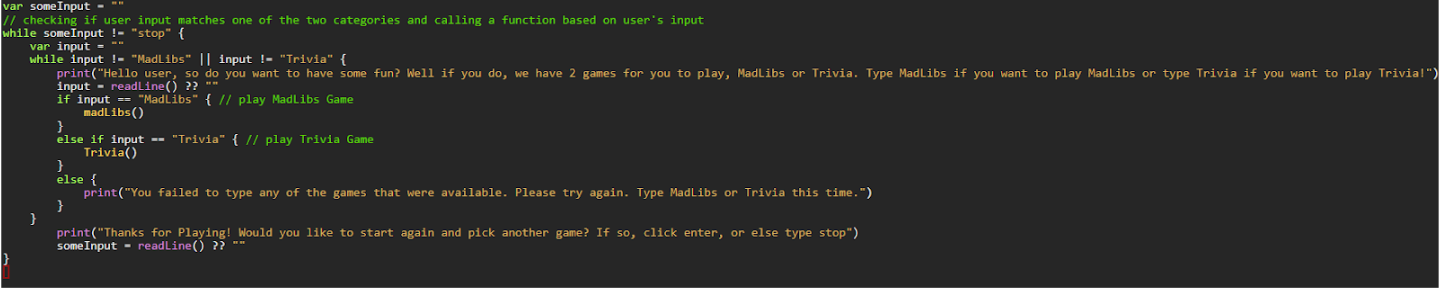 var someInput = ""
// checking if user input matches one of the two categories and calling a function based on user's input
while someInput != "stop" {
    var input = ""
    while input != "MadLibs" || input != "Trivia" {
        print("Hello user, so do you want to have some fun? Well if you do, we have 2 games for you to play, MadLibs or Trivia. Type MadLibs if you want to play MadLibs or type Trivia if you want to play Trivia!")
        input = readLine() ?? ""
        if input == "MadLibs" { // play MadLibs Game
            madLibs()
        }
        else if input == "Trivia" { // play Trivia Game
            Trivia()
        }
        else {
            print("You failed to type any of the games that were available. Please try again. Type MadLibs or Trivia this time.")
        }
    }
        print("Thanks for Playing! Would you like to start again and pick another game? If so, click enter, or else type stop")
        someInput = readLine() ?? ""
}